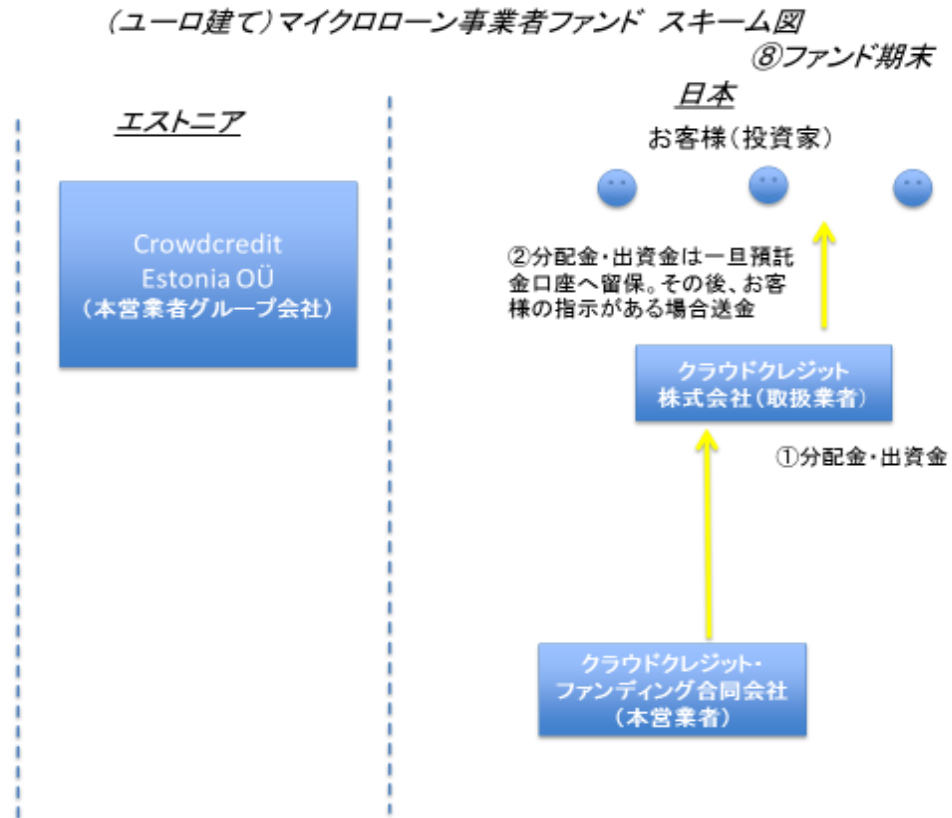 (ユーロ建て)マイクロローン事業者ファンド スキーム図
⑧ファンド期末
エストニア
日本
お客様(投資家)
Crowdcredit
Estonia OÜ
(本営業者グループ会社)
②分配金・出資金は一旦預託
金口座へ留保。その後、お客
様の指示がある場合送金
クラウドクレジット
株式会社(取扱業者)
①分配金・出資金
クラウドクレジット・
ファンディング合同会社
(本営業者)